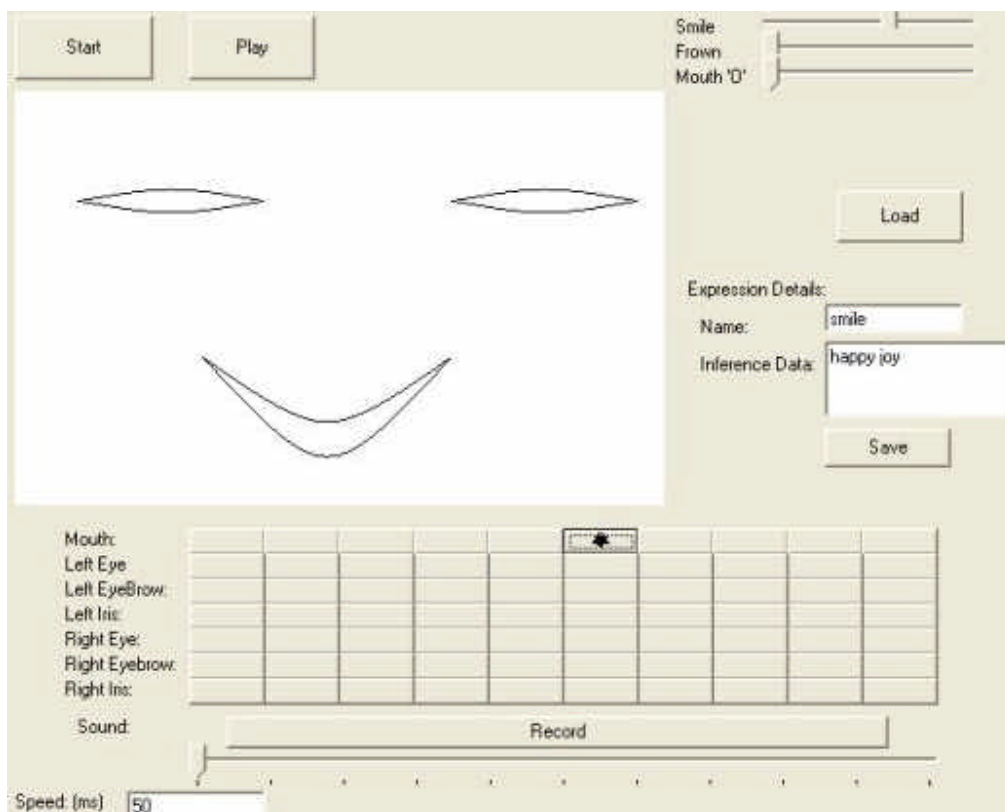 Start
Play
Smile
Frown
Mouth 'O'
Load
Expression Details:
Name:
smile
Inference Data:
happy joy
Save
Mouth:
Left Eye
Left EyeBrow:
Left Iris:
Right Eye:
Right Eyebrow:
Right Iris:
Sound:
Record
Speed: (ms)
50